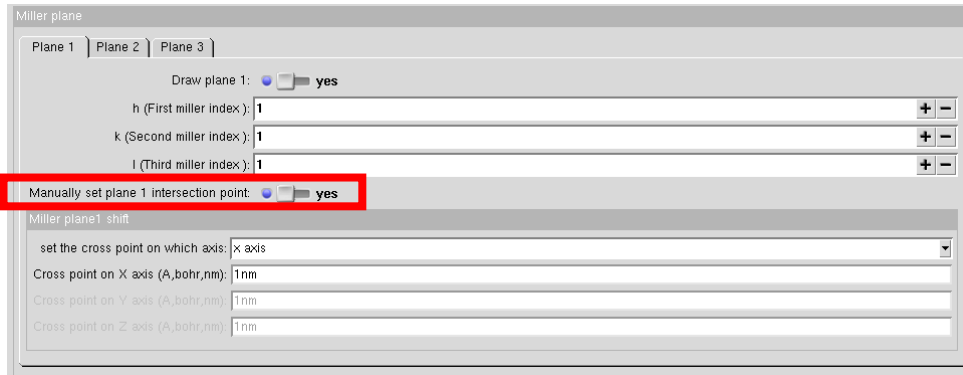 Miller plane
Plane 1 Plane 2 Plane 3
Draw plane 1: yes
h (First miller index ): 1 + −
k (Second miller index ): 1 + −
l (Third miller index ): 1 + −
Manually set plane 1 intersection point: yes
Miller plane1 shift
set the cross point on which axis: x axis
Cross point on X axis (A,bohr,nm): 1nm
Cross point on Y axis (A,bohr,nm): 1nm
Cross point on Z axis (A,bohr,nm): 1nm